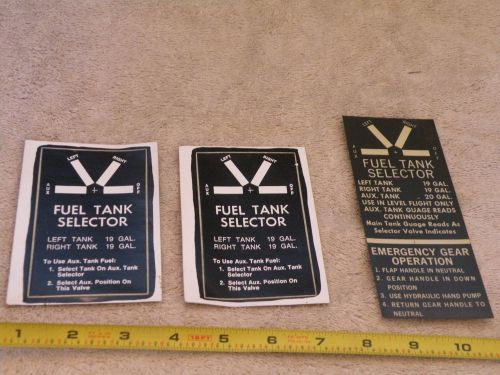 LEFT RIGHT
AUX OFF
FUEL TANK
SELECTOR
LEFT TANK 19 GAL.
RIGHT TANK 19 GAL.
To Use Aux. Tank Fuel:
1. Select Tank On Aux. Tank
Selector
2. Select Aux. Position On
This Valve
LEFT RIGHT
AUX OFF
FUEL TANK
SELECTOR
LEFT TANK 19 GAL.
RIGHT TANK 19 GAL.
To Use Aux. Tank Fuel:
1. Select Tank On Aux. Tank
Selector
2. Select Aux. Position On
This Valve
LEFT RIGHT
AUX OFF
FUEL TANK
SELECTOR
LEFT TANK 19 GAL.
RIGHT TANK 19 GAL.
AUX. TANK 20 GAL.
USE IN LEVEL FLIGHT ONLY
AUX. TANK GUAGE READS
CONTINUOUSLY
Main Tank Guage Reads As
Selector Valve Indicates
EMERGENCY GEAR
OPERATION
1. FLAP HANDLE IN NEUTRAL
2. GEAR HANDLE IN DOWN
POSITION
3. USE HYDRAULIC HAND PUMP
4. RETURN GEAR HANDLE TO
NEUTRAL
1 2 3 4 16FT 5 6 7 8 9 10